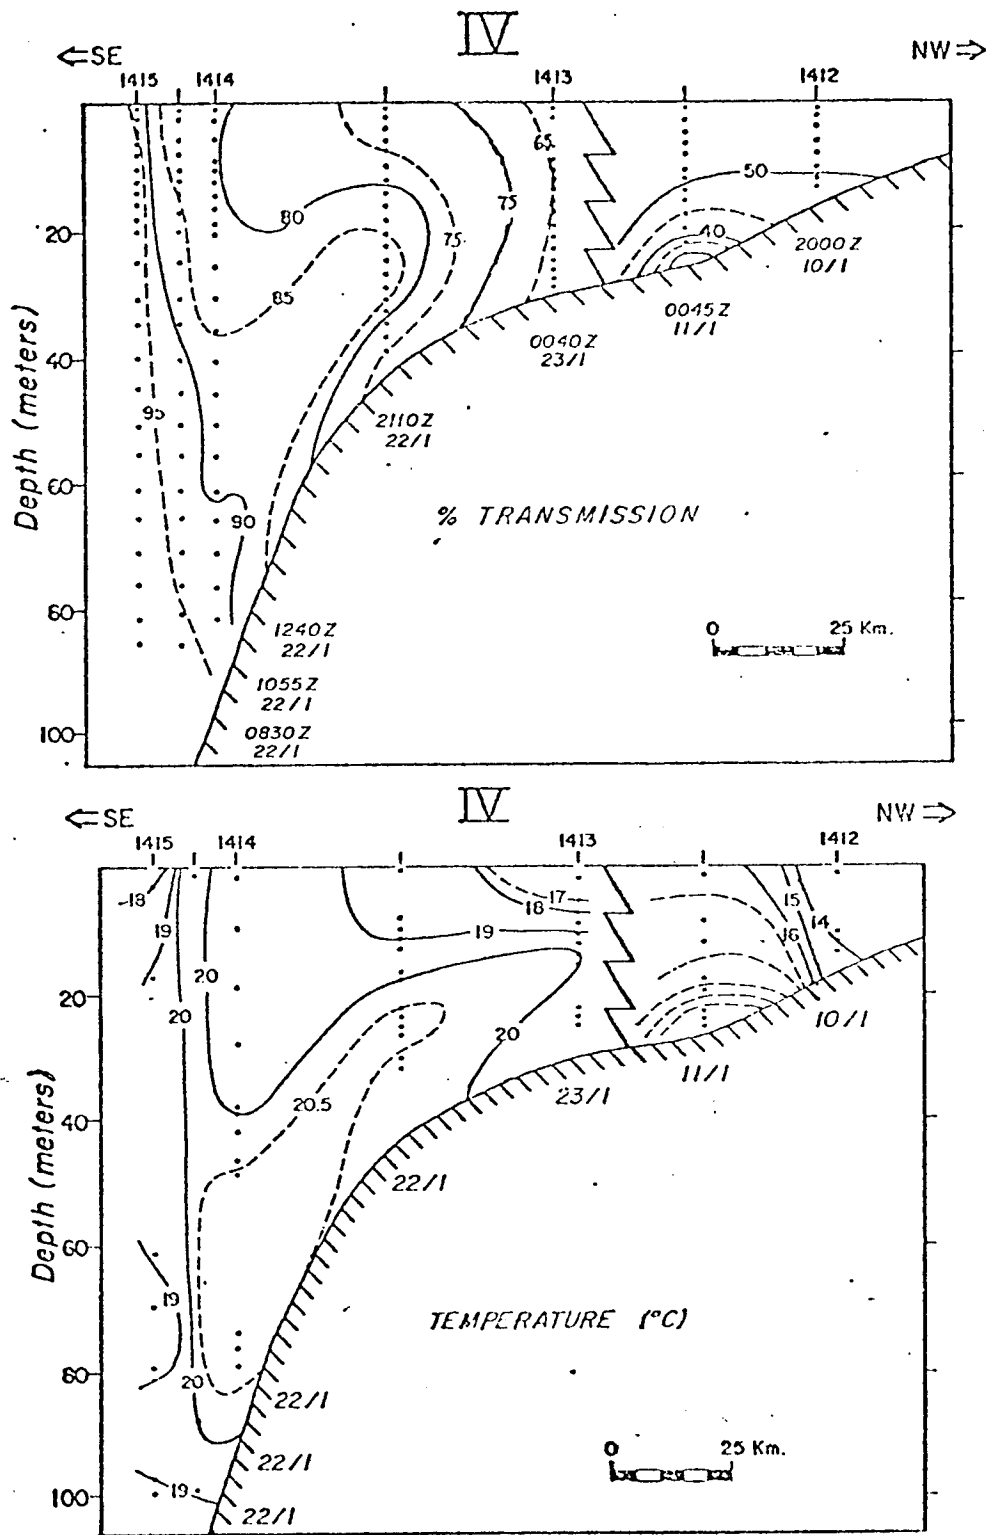 IV
⇐SE NW⇒
1415 1414 1413 1412
65
50
80
75
75
40
20
2000Z
10/1
85
0045Z
11/1
0040Z
23/1
40
95
2110Z
22/1
60
90
% TRANSMISSION
80
1240Z
22/1
0 25 Km.
1055Z
22/1
100
0830Z
22/1
Depth (meters)
IV
⇐SE NW⇒
1415 1414 1413 1412
18
17
18
15
14
19
19
16
20
20
20
20
10/1
20.5
11/1
23/1
40
22/1
60
19
TEMPERATURE (°C)
80
20
22/1
0 25 Km.
22/1
100
19
22/1
Depth (meters)